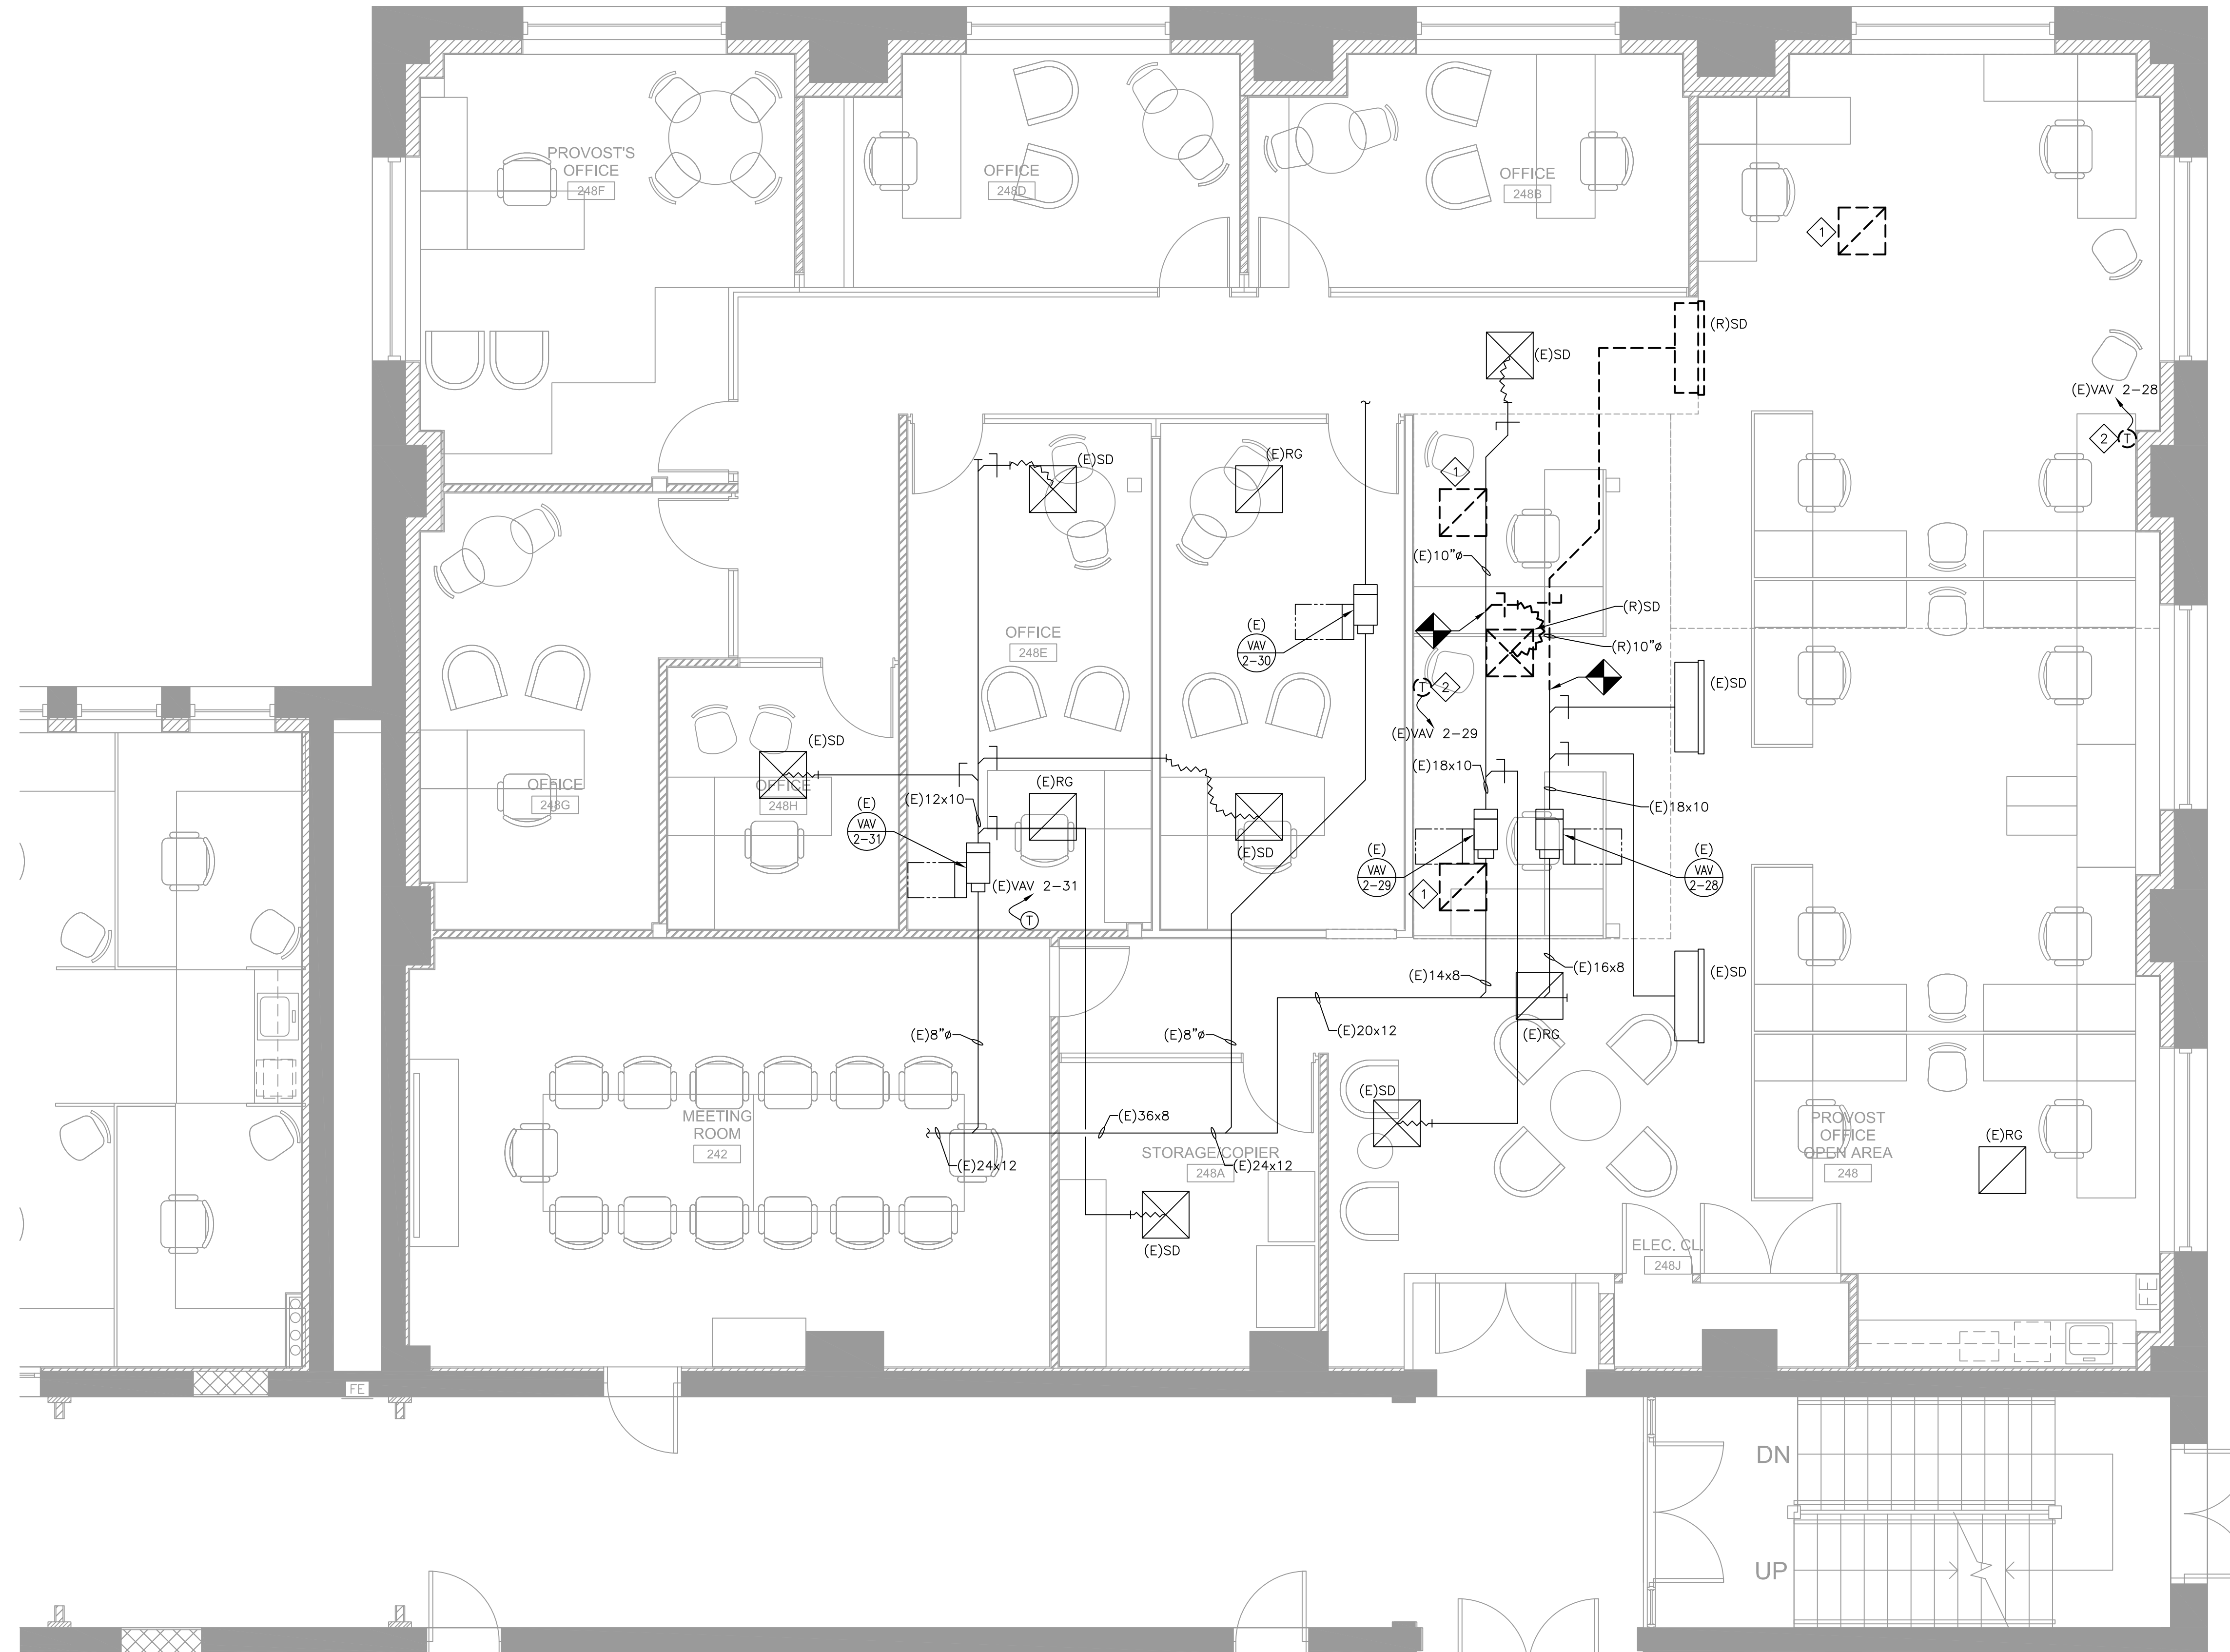 PROVOST'S
OFFICE
248F
OFFICE
248D
OFFICE
248B
1
(R)SD
(E)SD
(E)VAV 2-28
2
T
(E)SD
(E)RG
1
(E)10"ø
(R)SD
(R)10"ø
(E)
VAV
2-30
OFFICE
248E
T
2
(E)VAV 2-29
(E)SD
(E)SD
OFFICE
248G
OFFICE
248H
(E)RG
(E)12x10
(E)
VAV
2-31
(E)VAV 2-31
T
(E)SD
(E)18x10
(E)18x10
(E)
VAV
2-29
1
(E)
VAV
2-28
(E)14x8
(E)16x8
(E)SD
(E)8"ø
(E)8"ø
(E)20x12
(E)RG
(E)SD
(E)36x8
MEETING
ROOM
242
(E)24x12
STORAGE/COPIER
248A
(E)24x12
(E)SD
PROVOST
OFFICE
OPEN AREA
248
(E)RG
ELEC. CL.
248J
FE
FE
DN
UP